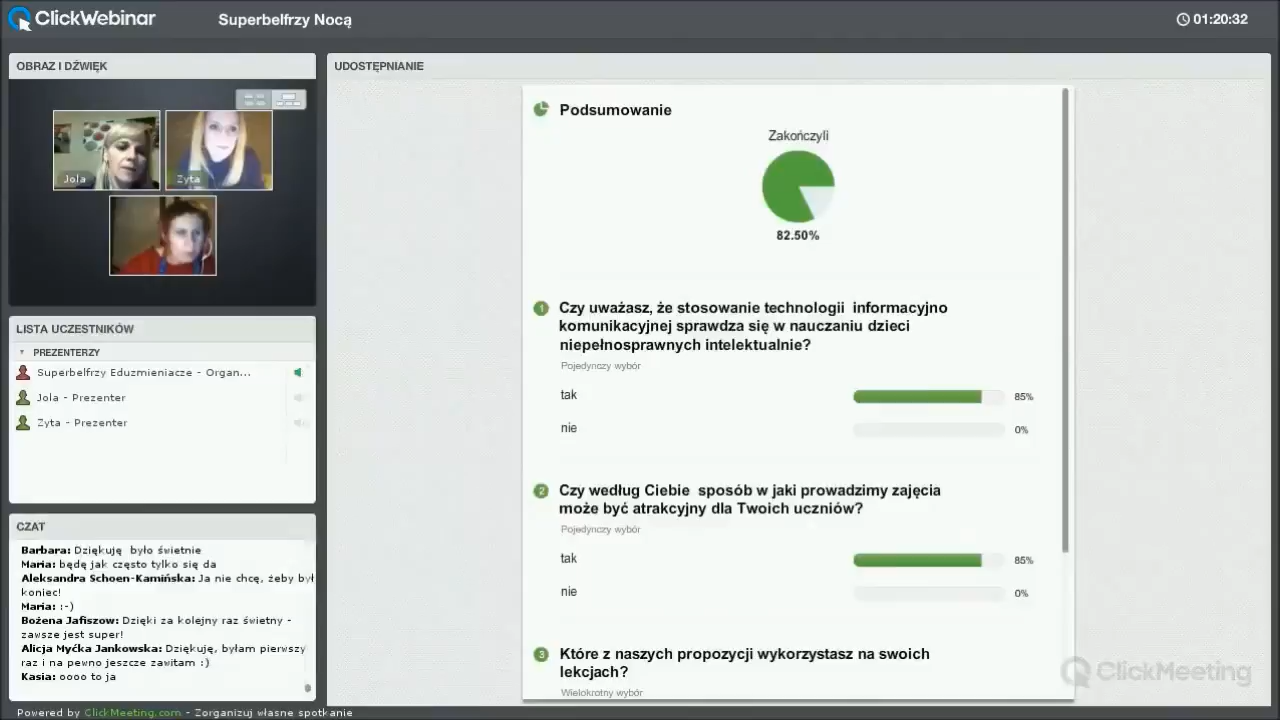 ClickWebinar
Superbelfrzy Nocą
01:20:32
OBRAZ I DŹWIĘK
Jola
Zyta
LISTA UCZESTNIKÓW
PREZENTERZY
Superbelfrzy Eduzmieniacze - Organ...
Jola - Prezenter
Zyta - Prezenter
CZAT
Barbara: Dziękuję było świetnie
Maria: będę jak często tylko się da
Aleksandra Schoen-Kamińska: Ja nie chcę, żeby był
koniec!
Maria: :-)
Bożena Jafiszow: Dzięki za kolejny raz świetny -
zawsze jest super!
Alicja Myćka Jankowska: Dziękuję, byłam pierwszy
raz i na pewno jeszcze zawitam :)
Kasia: oooo to ja
UDOSTĘPNIANIE
Podsumowanie
Zakończyli
82.50%
1 Czy uważasz, że stosowanie technologii informacyjno
komunikacyjnej sprawdza się w nauczaniu dzieci
niepełnosprawnych intelektualnie?
Pojedynczy wybór
tak 85%
nie 0%
2 Czy według Ciebie sposób w jaki prowadzimy zajęcia
może być atrakcyjny dla Twoich uczniów?
Pojedynczy wybór
tak 85%
nie 0%
3 Które z naszych propozycji wykorzystasz na swoich
lekcjach?
Wielokrotny wybór
ClickMeeting
Powered by ClickMeeting.com - Zorganizuj własne spotkanie